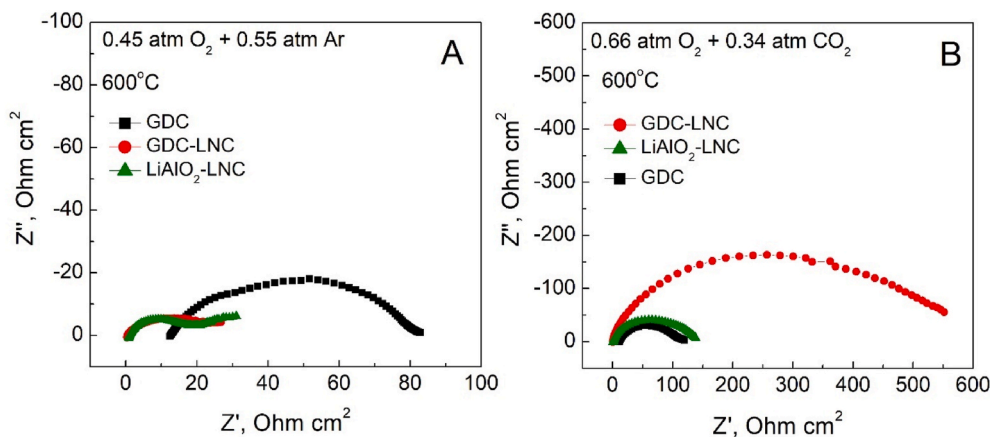 A
0.45 atm O₂ + 0.55 atm Ar
600°C
GDC
GDC-LNC
LiAlO₂-LNC
Z'', Ohm cm²
-100
-80
-60
-40
-20
0
0 20 40 60 80 100
Z', Ohm cm²
B
0.66 atm O₂ + 0.34 atm CO₂
600°C
GDC-LNC
LiAlO₂-LNC
GDC
Z'', Ohm cm²
-600
-500
-400
-300
-200
-100
0
0 100 200 300 400 500 600
Z', Ohm cm²